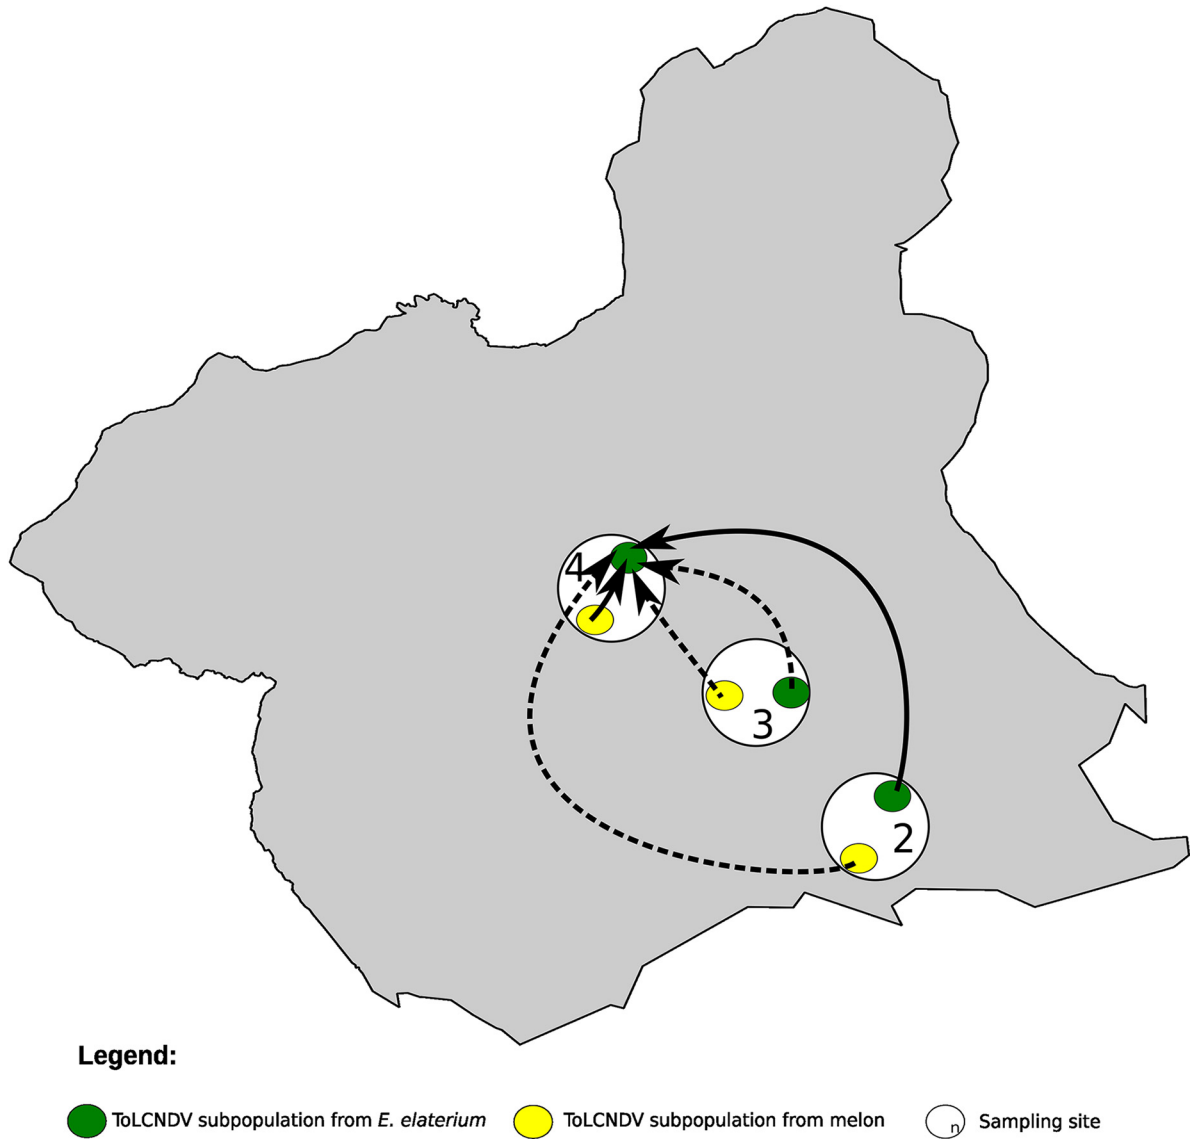 4
3
2
Legend:
ToLCNDV subpopulation from E. elaterium
ToLCNDV subpopulation from melon
n
Sampling site